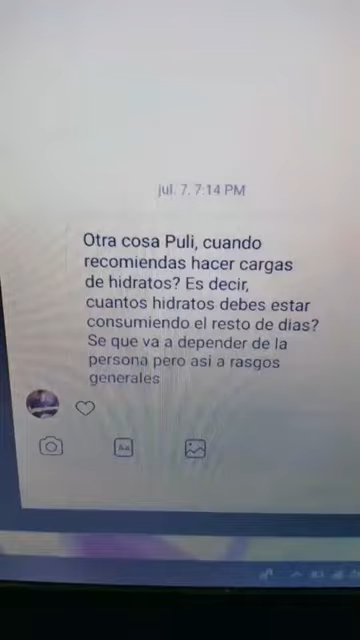 jul. 7, 7:14 PM
Otra cosa Puli, cuando
recomiendas hacer cargas
de hidratos? Es decir,
cuantos hidratos debes estar
consumiendo el resto de dias?
Se que va a depender de la
persona pero asi a rasgos
generales
Aa